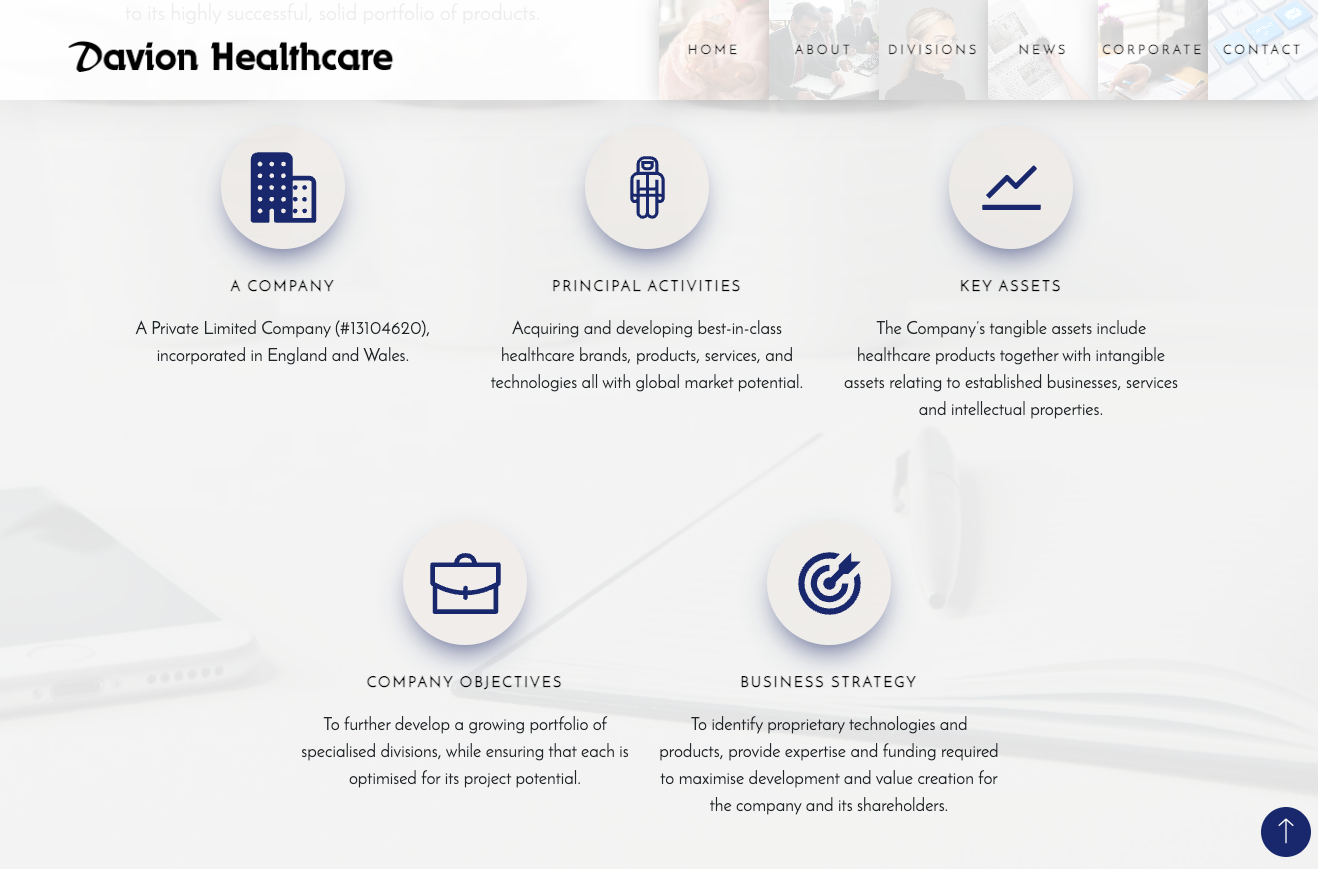 to its highly successful, solid portfolio of products.
Davion Healthcare
HOME
ABOUT
DIVISIONS
NEWS
CORPORATE
CONTACT
A COMPANY
A Private Limited Company (#13104620),
incorporated in England and Wales.
PRINCIPAL ACTIVITIES
Acquiring and developing best-in-class
healthcare brands, products, services, and
technologies all with global market potential.
KEY ASSETS
The Company's tangible assets include
healthcare products together with intangible
assets relating to established businesses, services
and intellectual properties.
COMPANY OBJECTIVES
To further develop a growing portfolio of
specialised divisions, while ensuring that each is
optimised for its project potential.
BUSINESS STRATEGY
To identify proprietary technologies and
products, provide expertise and funding required
to maximise development and value creation for
the company and its shareholders.